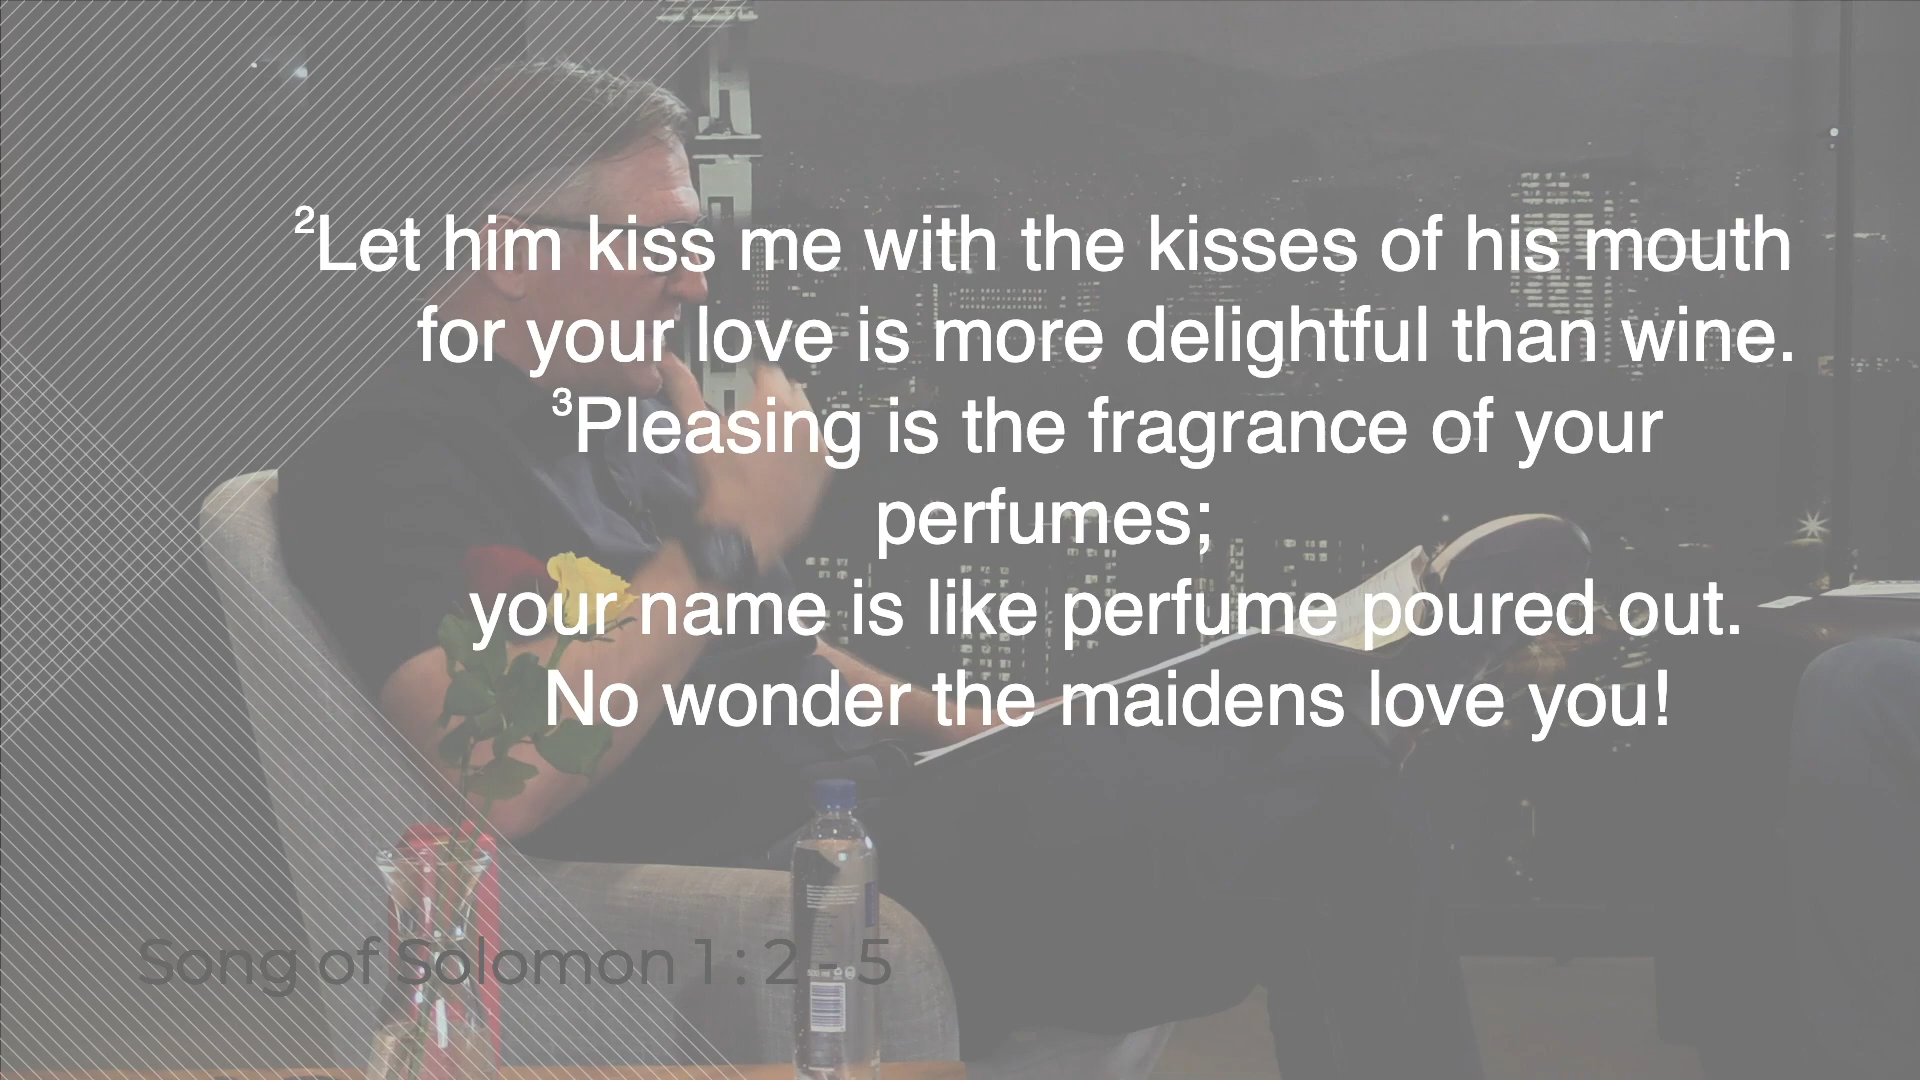 ²Let him kiss me with the kisses of his mouth
for your love is more delightful than wine.
³Pleasing is the fragrance of your
perfumes;
your name is like perfume poured out.
No wonder the maidens love you!
Song of Solomon 1 : 2 - 5